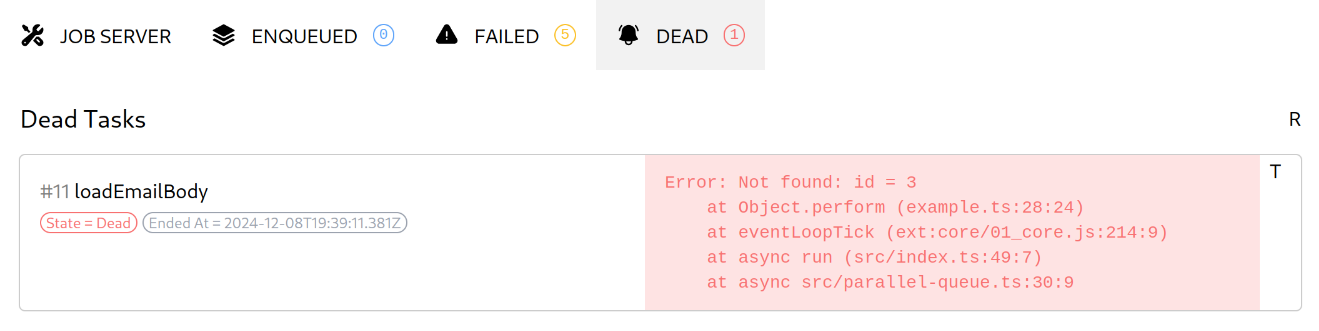 JOB SERVER ENQUEUED 0 FAILED 5 DEAD 1
Dead Tasks R
#11 loadEmailBody
State = Dead Ended At = 2024-12-08T19:39:11.381Z
Error: Not found: id = 3
at Object.perform (example.ts:28:24)
at eventLoopTick (ext:core/01_core.js:214:9)
at async run (src/index.ts:49:7)
at async src/parallel-queue.ts:30:9
T